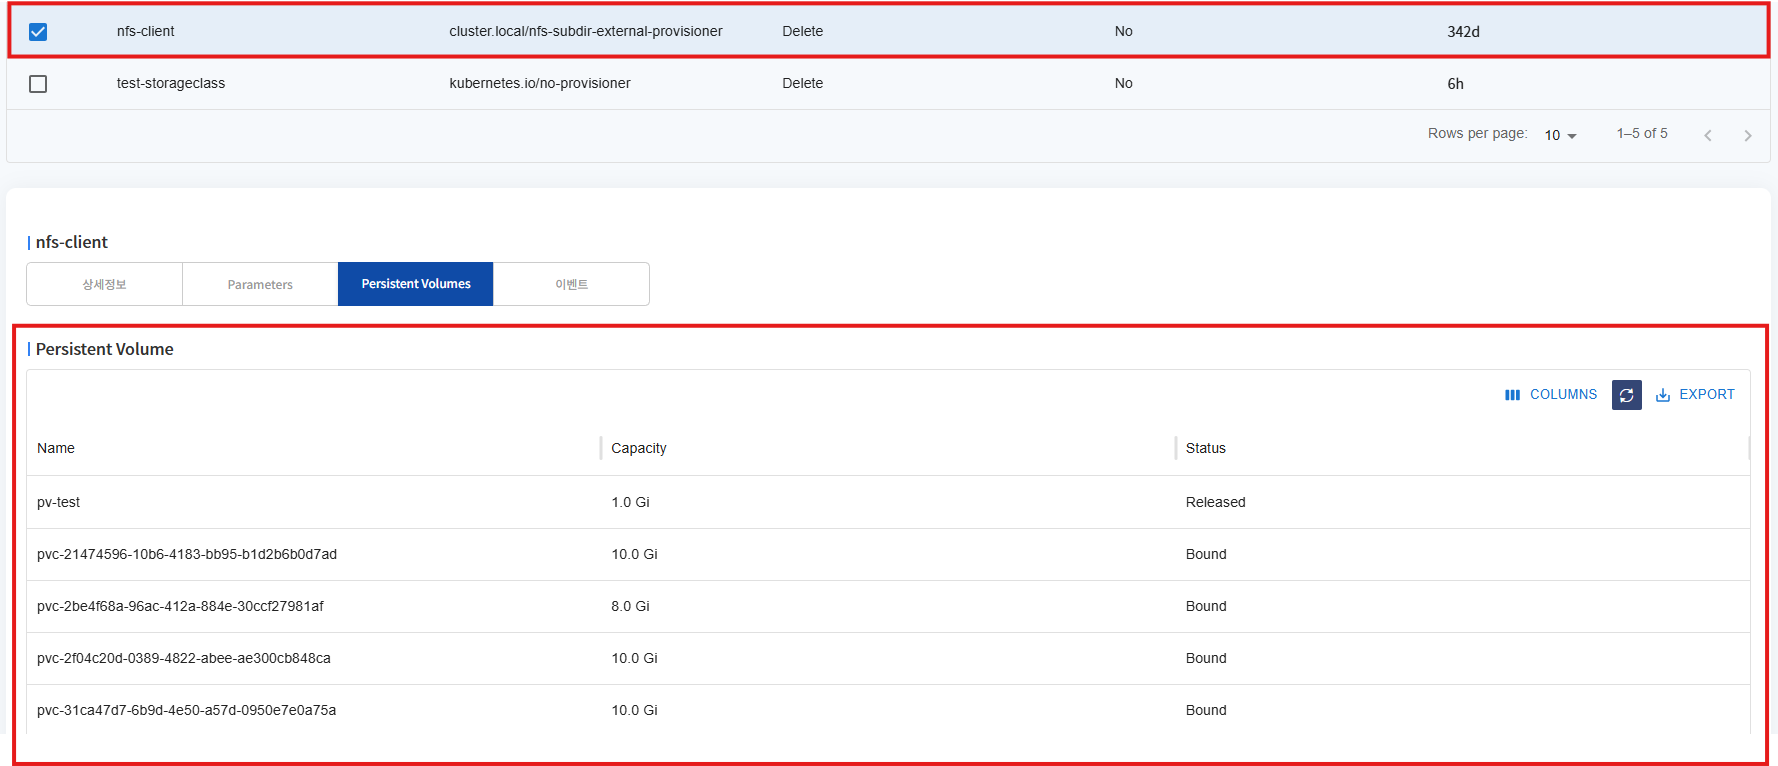 nfs-client cluster.local/nfs-subdir-external-provisioner Delete No 342d
test-storageclass kubernetes.io/no-provisioner Delete No 6h
Rows per page: 10 1–5 of 5
nfs-client
상세정보 Parameters Persistent Volumes 이벤트
Persistent Volume
COLUMNS EXPORT
Name Capacity Status
pv-test 1.0 Gi Released
pvc-21474596-10b6-4183-bb95-b1d2b6b0d7ad 10.0 Gi Bound
pvc-2be4f68a-96ac-412a-884e-30ccf27981af 8.0 Gi Bound
pvc-2f04c20d-0389-4822-abee-ae300cb848ca 10.0 Gi Bound
pvc-31ca47d7-6b9d-4e50-a57d-0950e7e0a75a 10.0 Gi Bound